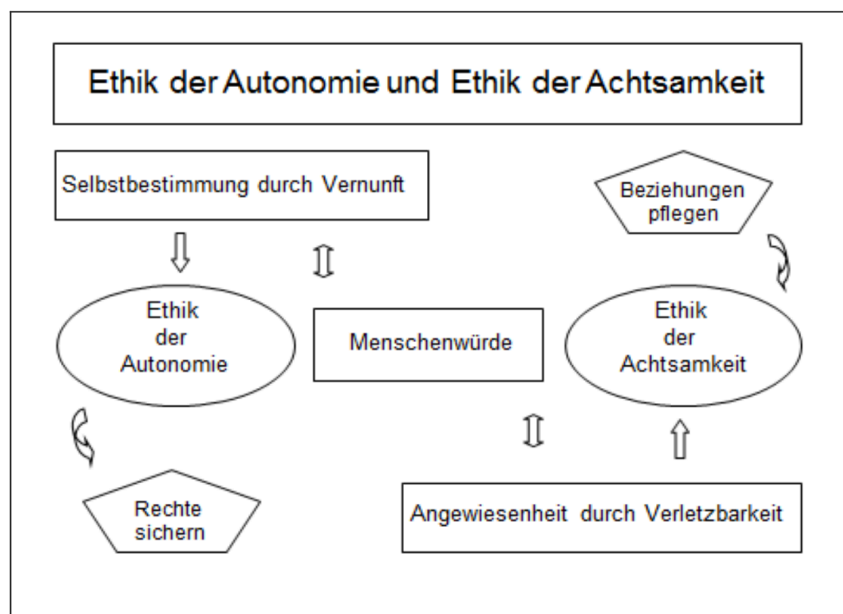 Ethik der Autonomie und Ethik der Achtsamkeit
Selbstbestimmung durch Vernunft
Beziehungen
pflegen
Ethik
der
Autonomie
Menschenwürde
Ethik
der
Achtsamkeit
Rechte
sichern
Angewiesenheit durch Verletzbarkeit